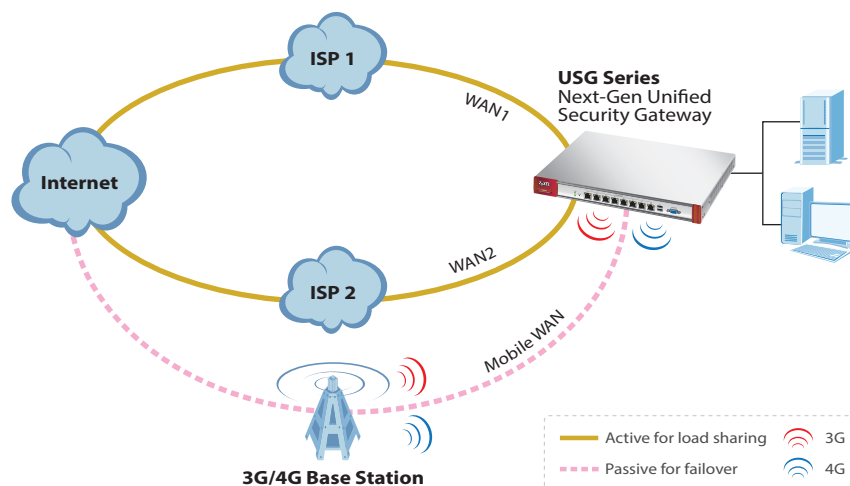 ISP 1
WAN1
USG Series
Next-Gen Unified
Security Gateway
Internet
WAN2
ISP 2
Mobile WAN
3G/4G Base Station
Active for load sharing
3G
Passive for failover
4G